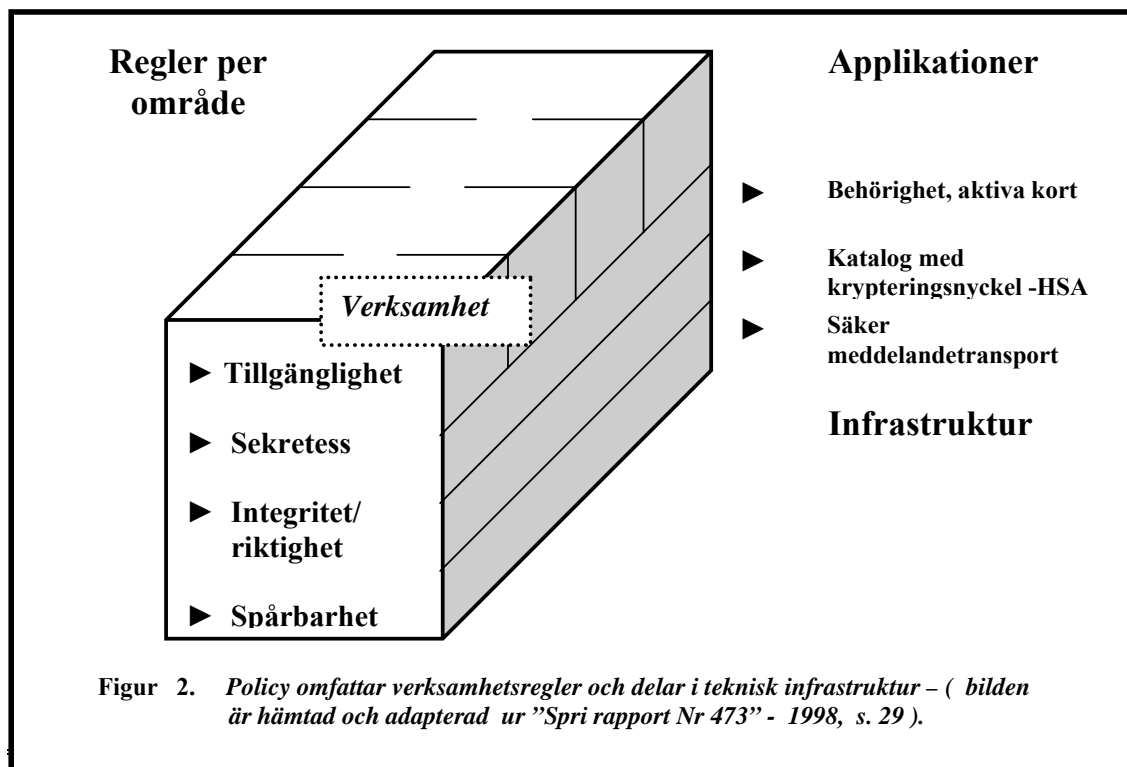 Regler per
område
Applikationer
Verksamhet
► Tillgänglighet
► Sekretess
► Integritet/
riktighet
► Spårbarhet
► Behörighet, aktiva kort
► Katalog med
krypteringsnyckel -HSA
► Säker
meddelandetransport
Infrastruktur
Figur 2. Policy omfattar verksamhetsregler och delar i teknisk infrastruktur – ( bilden
är hämtad och adapterad ur ”Spri rapport Nr 473” - 1998, s. 29 ).